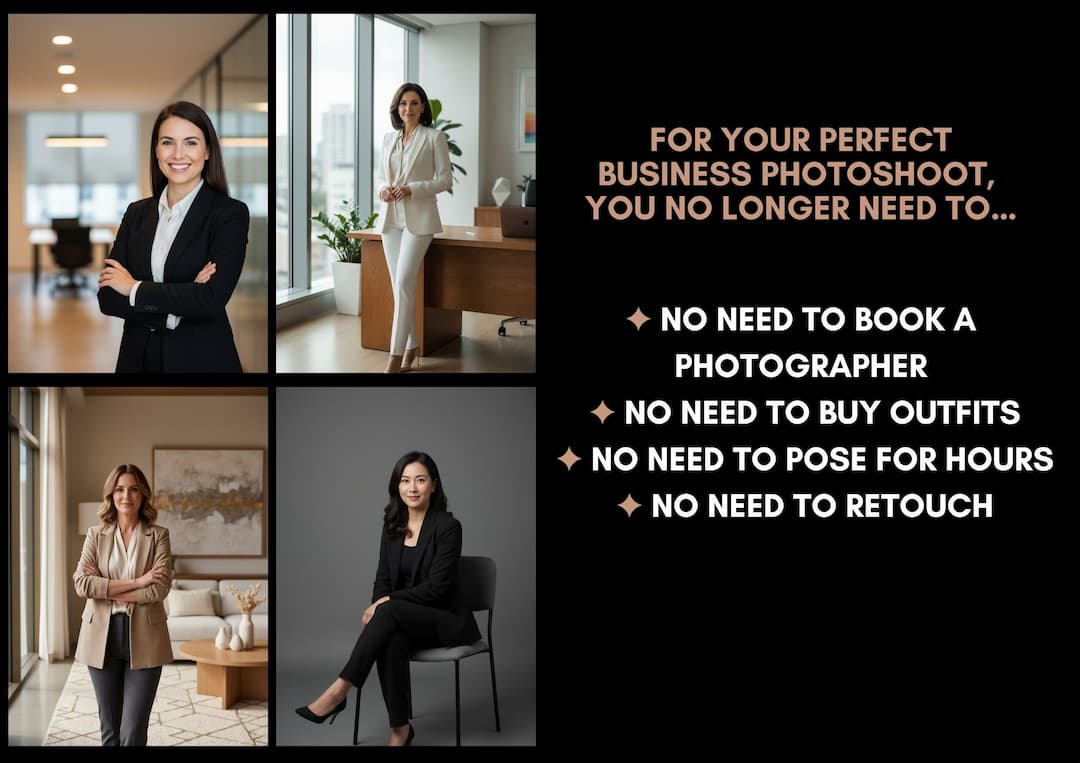 FOR YOUR PERFECT
BUSINESS PHOTOSHOOT,
YOU NO LONGER NEED TO...
✦ NO NEED TO BOOK A
PHOTOGRAPHER
✦ NO NEED TO BUY OUTFITS
✦ NO NEED TO POSE FOR HOURS
✦ NO NEED TO RETOUCH